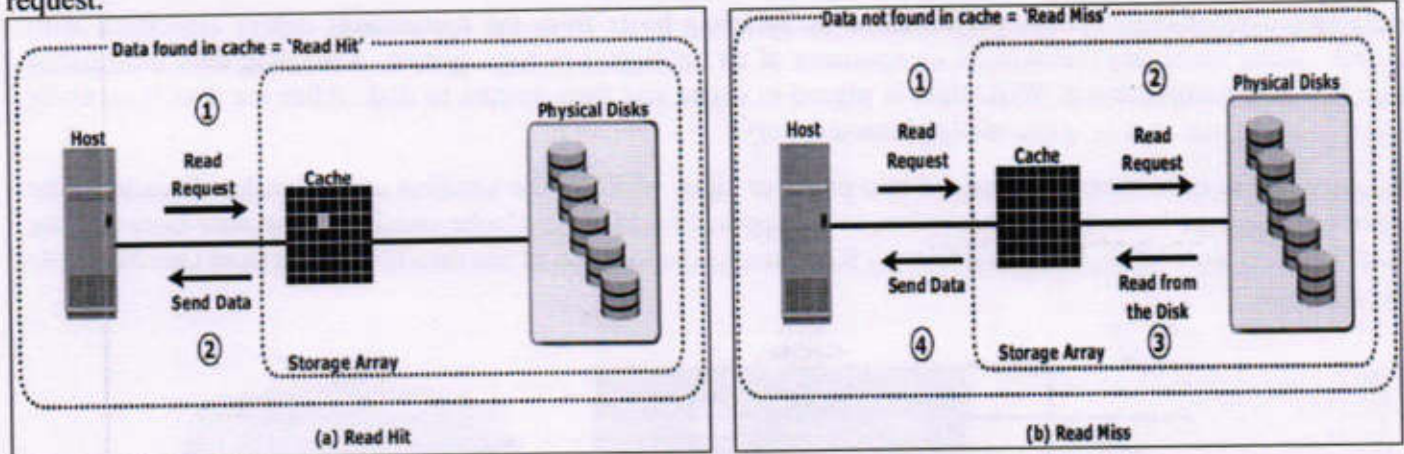 request.
Data found in cache = 'Read Hit'
①
Host
Read
Request
Cache
Physical Disks
Send Data
②
Storage Array
(a) Read Hit
Data not found in cache = 'Read Miss'
①
②
Physical Disks
Host
Read
Request
Cache
Read
Request
Send Data
Read from
the Disk
④
Storage Array
③
(b) Read Miss